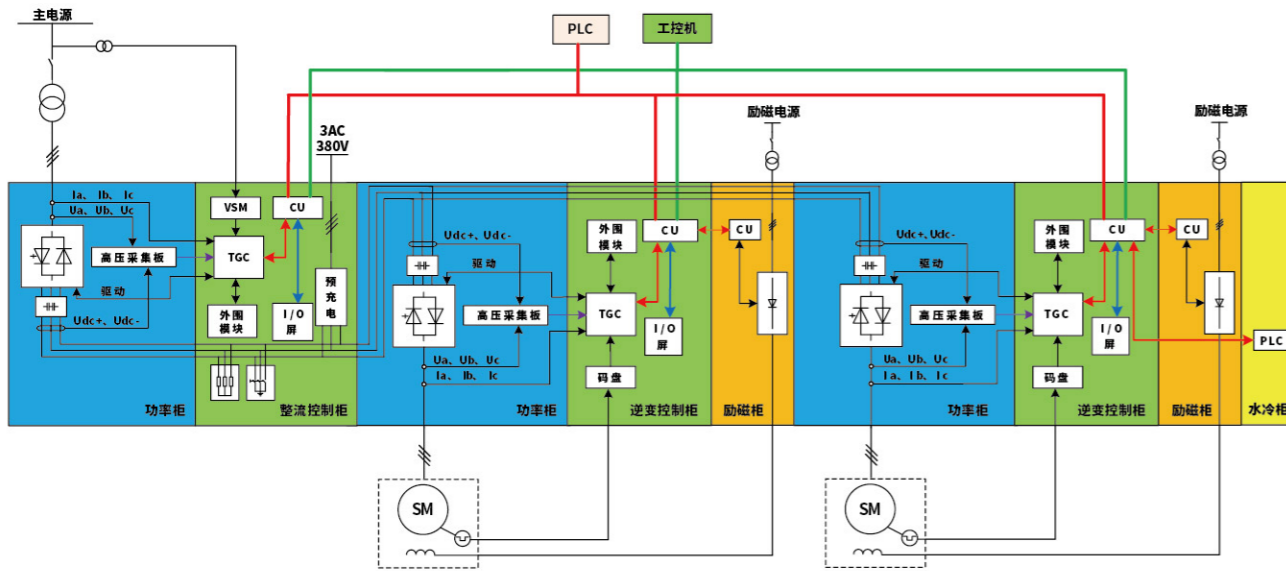 主电源
PLC
工控机
励磁电源
励磁电源
3AC
380V
Ia、Ib、Ic
Ua、Ub、Uc
VSM
CU
高压采集板
TGC
驱动
Udc+、Udc-
外围
模块
I/O
屏
预
充
电
功率柜
整流控制柜
Udc+、Udc-
驱动
高压采集板
Ua、Ub、Uc
Ia、Ib、Ic
功率柜
外围
模块
CU
TGC
I/O
屏
码盘
逆变控制柜
CU
励磁柜
Udc+、Udc-
驱动
高压采集板
Ua、Ub、Uc
Ia、Ib、Ic
功率柜
外围
模块
CU
TGC
I/O
屏
码盘
逆变控制柜
CU
励磁柜
PLC
水冷柜
SM
SM